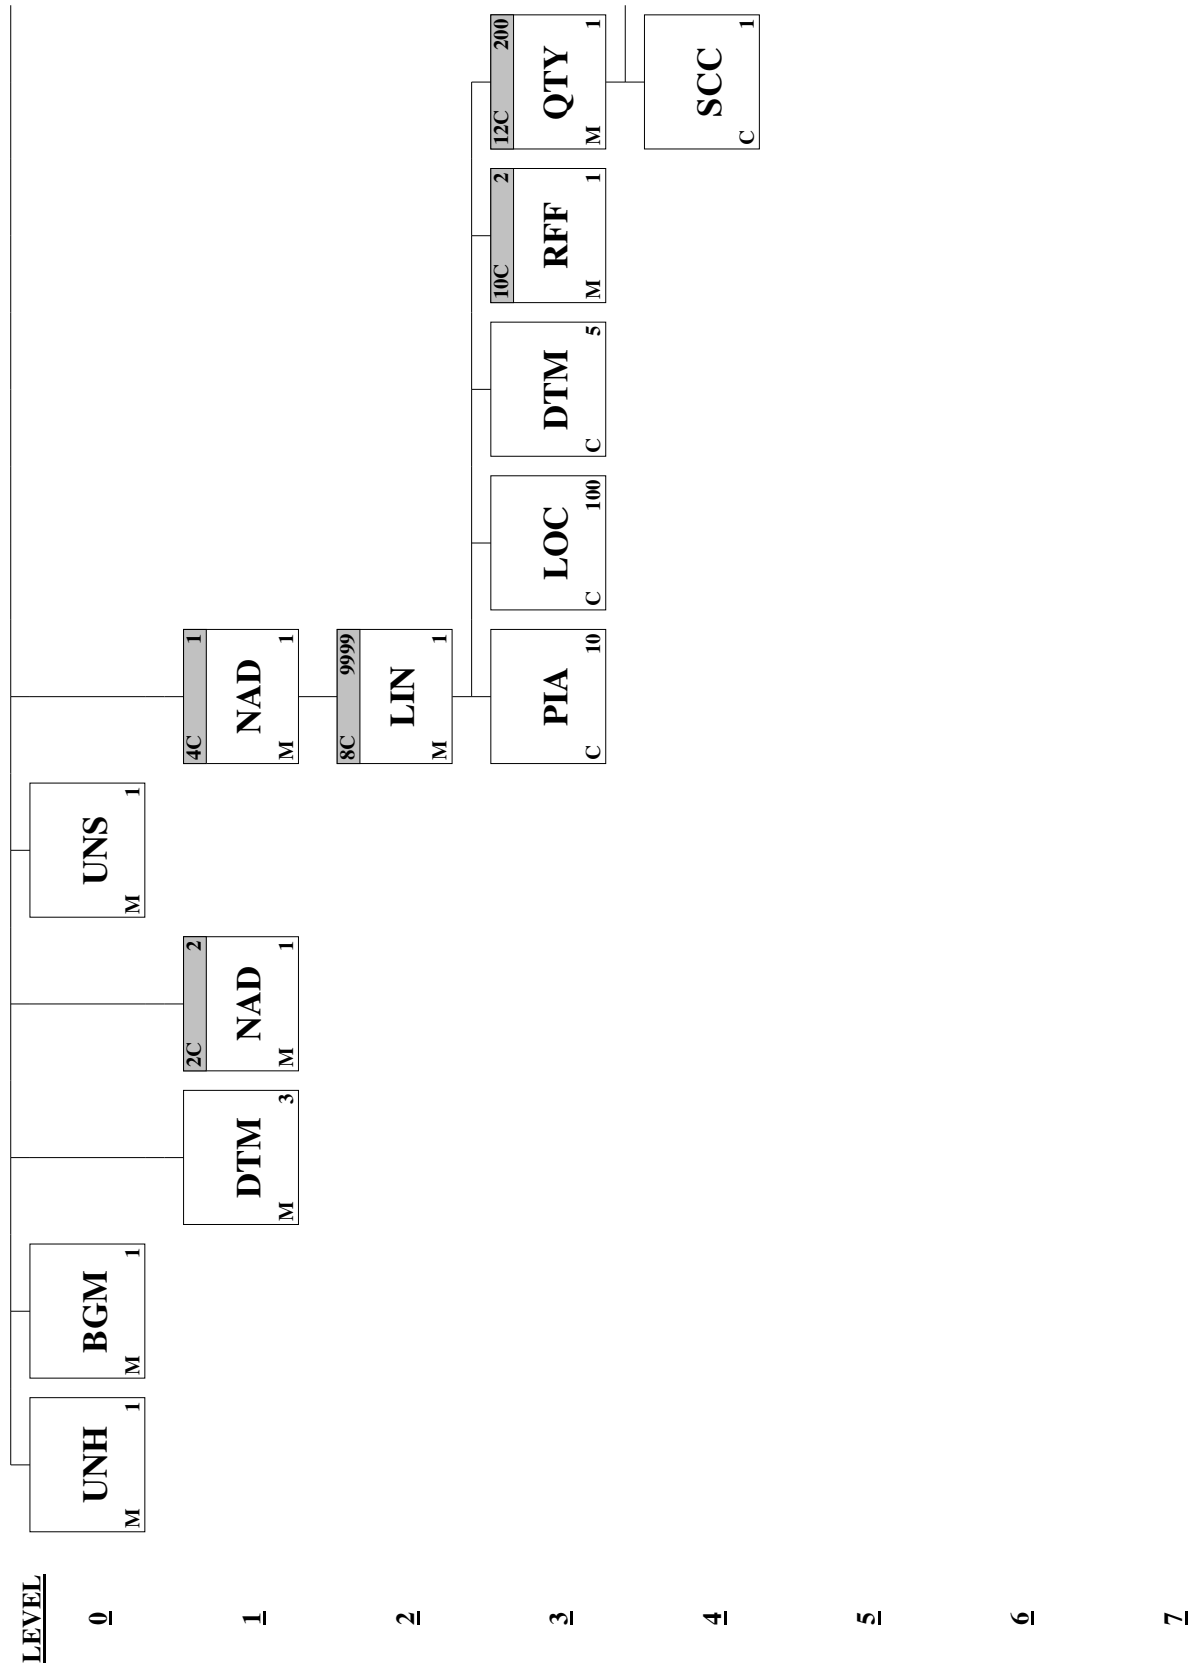 LEVEL
0
UNH
M 1
BGM
M 1
UNS
M 1
1
DTM
M 3
2C 2
NAD
M 1
4C 1
NAD
M 1
2
8C 9999
LIN
M 1
3
PIA
C 10
LOC
C 100
DTM
C 5
10C 2
RFF
M 1
12C 200
QTY
M 1
4
SCC
C 1
5
6
7